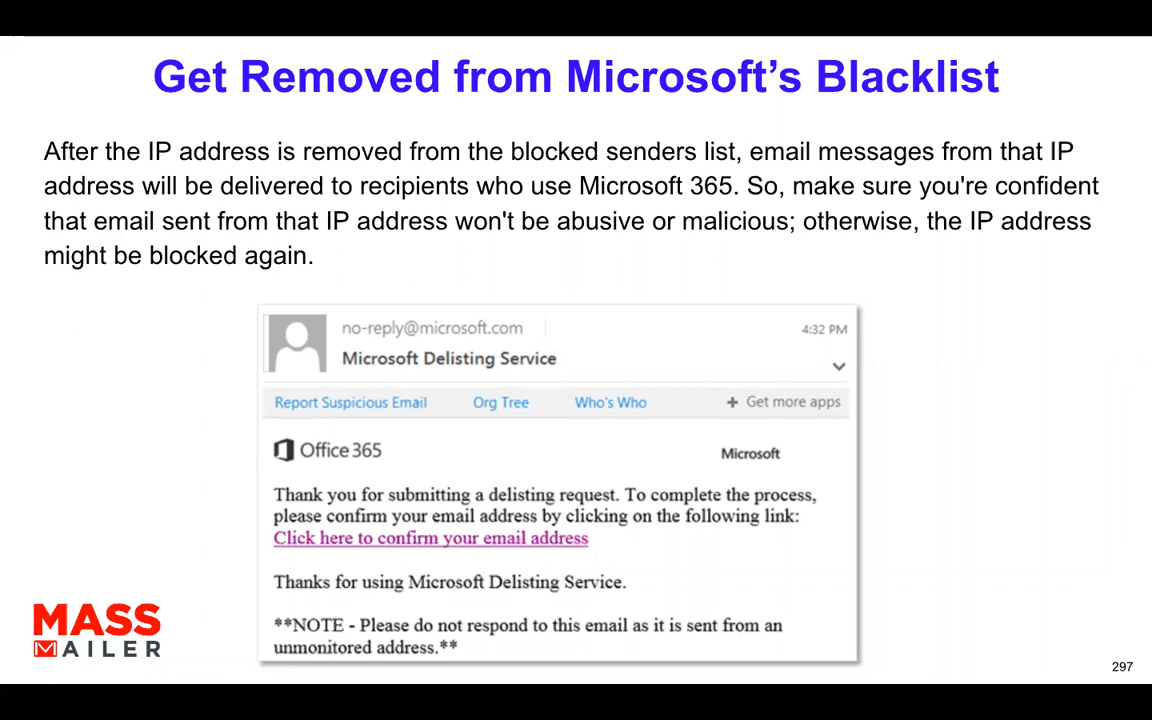 Get Removed from Microsoft’s Blacklist
After the IP address is removed from the blocked senders list, email messages from that IP
address will be delivered to recipients who use Microsoft 365. So, make sure you're confident
that email sent from that IP address won't be abusive or malicious; otherwise, the IP address
might be blocked again.
no-reply@microsoft.com
4:32 PM
Microsoft Delisting Service
Report Suspicious Email Org Tree Who's Who + Get more apps
Office 365
Microsoft
Thank you for submitting a delisting request. To complete the process,
please confirm your email address by clicking on the following link:
Click here to confirm your email address
Thanks for using Microsoft Delisting Service.
**NOTE - Please do not respond to this email as it is sent from an
unmonitored address.**
MASS
MAILER
297